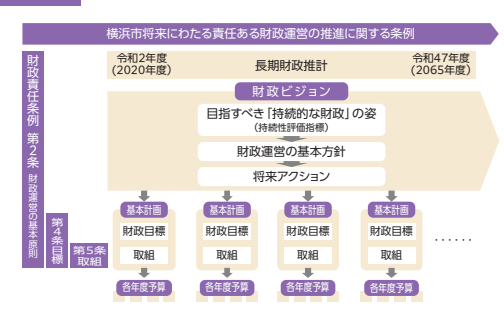 横浜市将来にわたる責任ある財政運営の推進に関する条例
令和2年度
(2020年度)
長期財政推計
令和47年度
(2065年度)
財政ビジョン
目指すべき「持続的な財政」の姿
(持続性評価指標)
財政運営の基本方針
将来アクション
財政責任条例 第2条 財政運営の基本原則
第4条
目標
第5条
取組
基本計画 基本計画 基本計画 基本計画
財政目標 財政目標 財政目標 財政目標
取組 取組 取組 取組
各年度予算 各年度予算 各年度予算 各年度予算
......